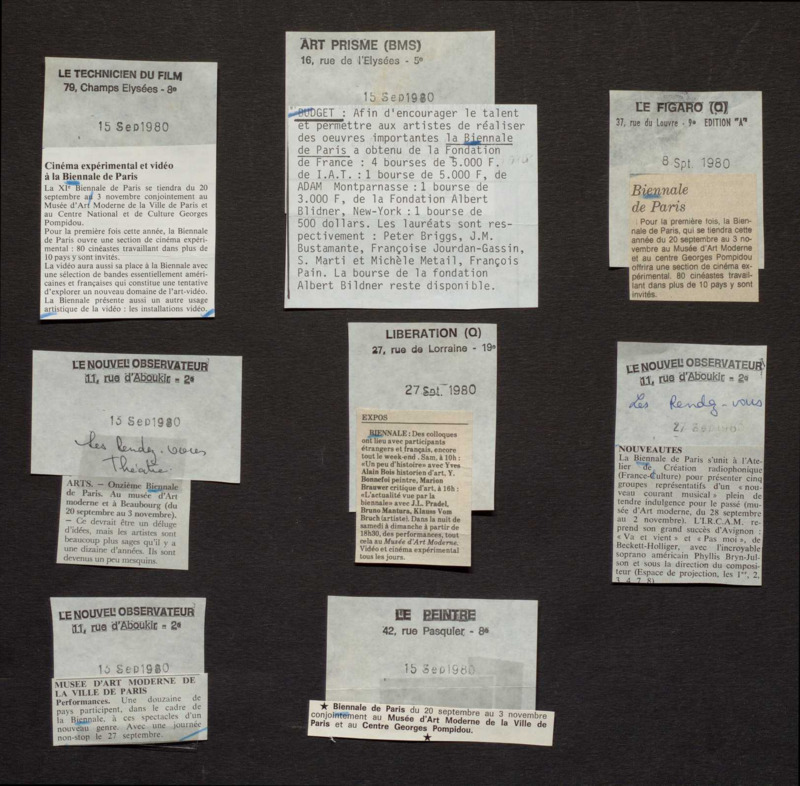 LE TECHNICIEN DU FILM
79, Champs Elysées - 8e
15 Sep 1980
Cinéma expérimental et vidéo
à la Biennale de Paris
La XIe Biennale de Paris se tiendra du 20
septembre au 3 novembre conjointement au
Musée d'Art Moderne de la Ville de Paris et
au Centre National et de Culture Georges
Pompidou.
Pour la première fois cette année, la Biennale
de Paris ouvre une section de cinéma expéri-
mental : 80 cinéastes travaillant dans plus de
10 pays y sont invités.
La vidéo aura aussi sa place à la Biennale avec
une sélection de bandes essentiellement améri-
caines et françaises qui constitue une tentative
d'explorer un nouveau domaine de l'art-vidéo.
La Biennale présente aussi un autre usage
artistique de la vidéo : les installations vidéo.
ART PRISME (BMS)
16, rue de l'Elysées - 5e
15 Sep 1980
BUDGET : Afin d'encourager le talent
et permettre aux artistes de réaliser
des oeuvres importantes la Biennale
de Paris a obtenu de la Fondation
de France : 4 bourses de 5.000 F.
de I.A.T. : 1 bourse de 5.000 F, de
ADAM Montparnasse : 1 bourse de
3.000 F, de la Fondation Albert
Blidner, New-York : 1 bourse de
500 dollars. Les lauréats sont res-
pectivement : Peter Briggs, J.M.
Bustamante, Françoise Jourdan-Gassin,
S. Marti et Michèle Metail, François
Pain. La bourse de la fondation
Albert Bildner reste disponible.
LE FIGARO (Q)
37, rue du Louvre - 9e EDITION "A"
8 Spt. 1980
Biennale
de Paris
Pour la première fois, la Bien-
nale de Paris, qui se tiendra cette
année du 20 septembre au 3 no-
vembre au Musée d'Art Moderne
et au centre Georges Pompidou
offrira une section de cinéma ex-
périmental. 80 cinéastes travail-
lant dans plus de 10 pays y sont
invités.
LE NOUVEL OBSERVATEUR
11, rue d'Aboukir - 2e
15 Sep 1980
Les Rendez-vous
Théâtre
ARTS. — Onzième Biennale
de Paris. Au musée d'Art
moderne et à Beaubourg (du
20 septembre au 3 novembre).
— Ce devrait être un déluge
d'idées, mais les artistes sont
beaucoup plus sages qu'il y a
une dizaine d'années. Ils sont
devenus un peu mesquins.
LIBERATION (Q)
27, rue de Lorraine - 19e
27 Spt. 1980
EXPOS
BIENNALE : Des colloques
ont lieu avec participants
étrangers et français, encore
tout le week-end. Sam, à 10h :
«Un peu d'histoire» avec Yves
Alain Bois historien d'art, Y.
Bonnefoi peintre, Marion
Brauwer critique d'art, à 16h :
«L'actualité vue par la
biennale» avec J.L. Pradel,
Bruno Mantura, Klauss Vom
Bruch (artiste). Dans la nuit de
samedi à dimanche à partir de
18h30, des performances, tout
cela au Musée d'Art Moderne.
Vidéo et cinéma expérimental
tous les jours.
LE NOUVEL OBSERVATEUR
11, rue d'Aboukir - 2e
Les Rendez-vous
27
NOUVEAUTES
La Biennale de Paris s'unit à l'Ate-
lier de Création radiophonique
(France-Culture) pour présenter cinq
groupes représentatifs d'un « nou-
veau courant musical » plein de
tendre indulgence pour le passé (mu-
sée d'Art moderne, du 28 septembre
au 2 novembre). L'I.R.C.A.M. re-
prend son grand succès d'Avignon :
« Va et vient » et « Pas moi », de
Beckett-Holliger, avec l'incroyable
soprano américain Phyllis Bryn-Jul-
son et sous la direction du composi-
teur (Espace de projection, les 1er, 2,
3, 4, 7, 8)
LE NOUVEL OBSERVATEUR
11, rue d'Aboukir - 2e
15 Sep 1980
MUSEE D'ART MODERNE DE
LA VILLE DE PARIS
Performances. Une douzaine de
pays participent, dans le cadre de
la Biennale, à ces spectacles d'un
nouveau genre. Avec une journée
non-stop le 27 septembre.
LE PEINTRE
42, rue Pasquier - 8e
15 Sep 1980
★ Biennale de Paris du 20 septembre au 3 novembre
conjointement au Musée d'Art Moderne de la Ville de
Paris et au Centre Georges Pompidou.
★